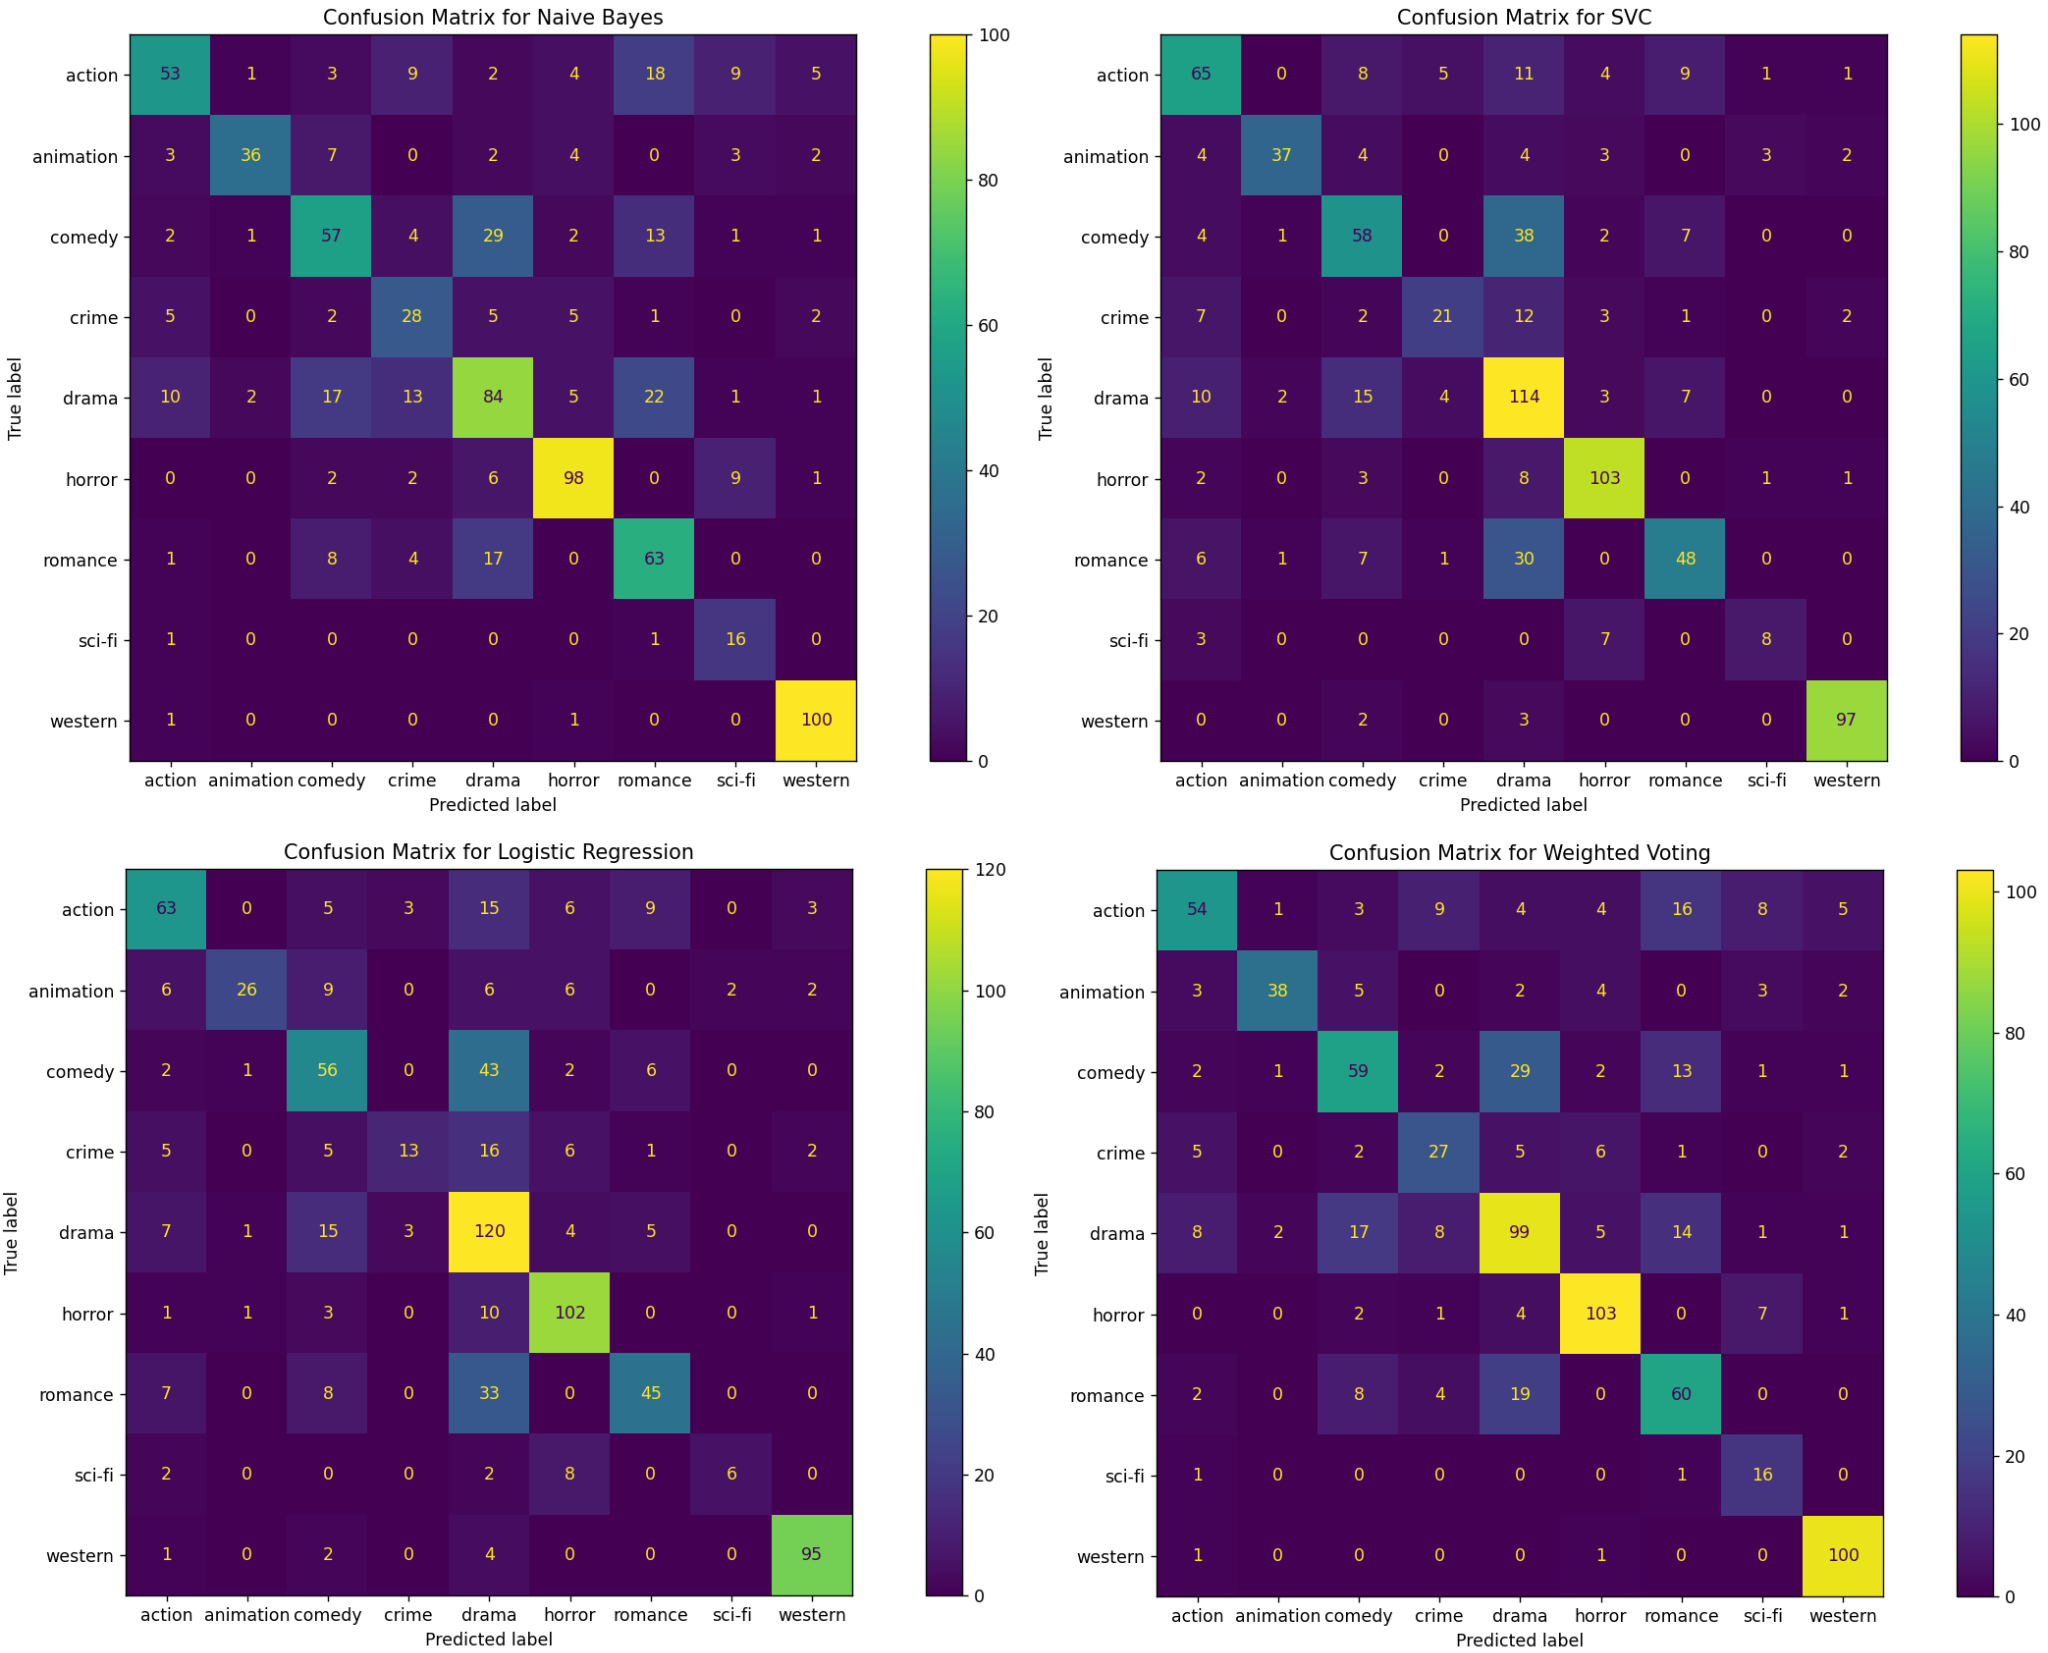 Confusion Matrix for Naive Bayes
action 53 1 3 9 2 4 18 9 5
animation 3 36 7 0 2 4 0 3 2
comedy 2 1 57 4 29 2 13 1 1
crime 5 0 2 28 5 5 1 0 2
drama 10 2 17 13 84 5 22 1 1
horror 0 0 2 2 6 98 0 9 1
romance 1 0 8 4 17 0 63 0 0
sci-fi 1 0 0 0 0 0 1 16 0
western 1 0 0 0 0 1 0 0 100
action animation comedy crime drama horror romance sci-fi western
Predicted label
True label
100
80
60
40
20
0
Confusion Matrix for SVC
action 65 0 8 5 11 4 9 1 1
animation 4 37 4 0 4 3 0 3 2
comedy 4 1 58 0 38 2 7 0 0
crime 7 0 2 21 12 3 1 0 2
drama 10 2 15 4 114 3 7 0 0
horror 2 0 3 0 8 103 0 1 1
romance 6 1 7 1 30 0 48 0 0
sci-fi 3 0 0 0 0 7 0 8 0
western 0 0 2 0 3 0 0 0 97
action animation comedy crime drama horror romance sci-fi western
Predicted label
True label
100
80
60
40
20
0
Confusion Matrix for Logistic Regression
action 63 0 5 3 15 6 9 0 3
animation 6 26 9 0 6 6 0 2 2
comedy 2 1 56 0 43 2 6 0 0
crime 5 0 5 13 16 6 1 0 2
drama 7 1 15 3 120 4 5 0 0
horror 1 1 3 0 10 102 0 0 1
romance 7 0 8 0 33 0 45 0 0
sci-fi 2 0 0 0 2 8 0 6 0
western 1 0 2 0 4 0 0 0 95
action animation comedy crime drama horror romance sci-fi western
Predicted label
True label
120
100
80
60
40
20
0
Confusion Matrix for Weighted Voting
action 54 1 3 9 4 4 16 8 5
animation 3 38 5 0 2 4 0 3 2
comedy 2 1 59 2 29 2 13 1 1
crime 5 0 2 27 5 6 1 0 2
drama 8 2 17 8 99 5 14 1 1
horror 0 0 2 1 4 103 0 7 1
romance 2 0 8 4 19 0 60 0 0
sci-fi 1 0 0 0 0 0 1 16 0
western 1 0 0 0 0 1 0 0 100
action animation comedy crime drama horror romance sci-fi western
Predicted label
True label
100
80
60
40
20
0